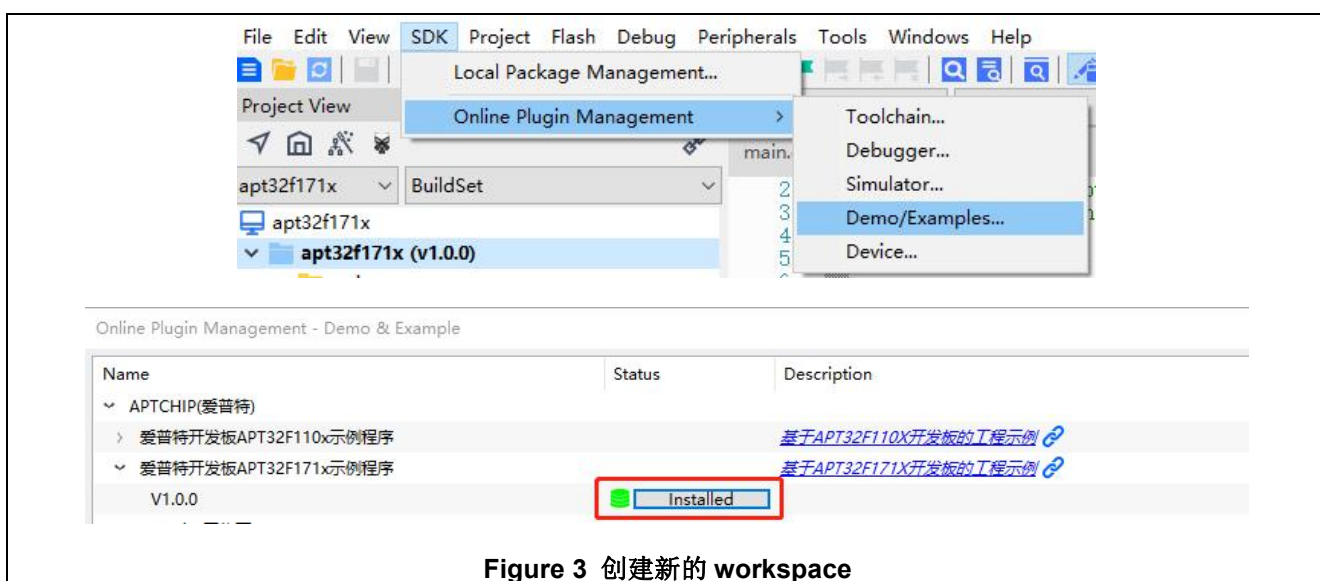 File Edit View SDK Project Flash Debug Peripherals Tools Windows Help
Local Package Management...
Project View
Online Plugin Management >
Toolchain...
main.
Debugger...
apt32f171x BuildSet
2
Simulator...
3
apt32f171x
Demo/Examples...
4
apt32f171x (v1.0.0)
5
Device...
Online Plugin Management - Demo & Example
Name Status Description
APTCHIP(爱普特)
爱普特开发板APT32F110x示例程序 基于APT32F110X开发板的工程示例
爱普特开发板APT32F171x示例程序 基于APT32F171X开发板的工程示例
V1.0.0 Installed
Figure 3 创建新的 workspace